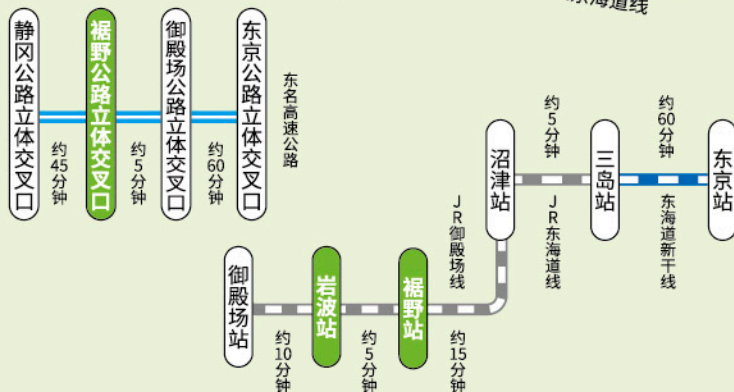 东海道线
静冈公路立体交叉口
约45分钟
裾野公路立体交叉口
约5分钟
御殿场公路立体交叉口
约60分钟
东京公路立体交叉口
东名高速公路
御殿场站
约10分钟
岩波站
约5分钟
裾野站
约15分钟
JR御殿场线
沼津站
约5分钟
JR东海道线
三岛站
约60分钟
东海道新干线
东京站